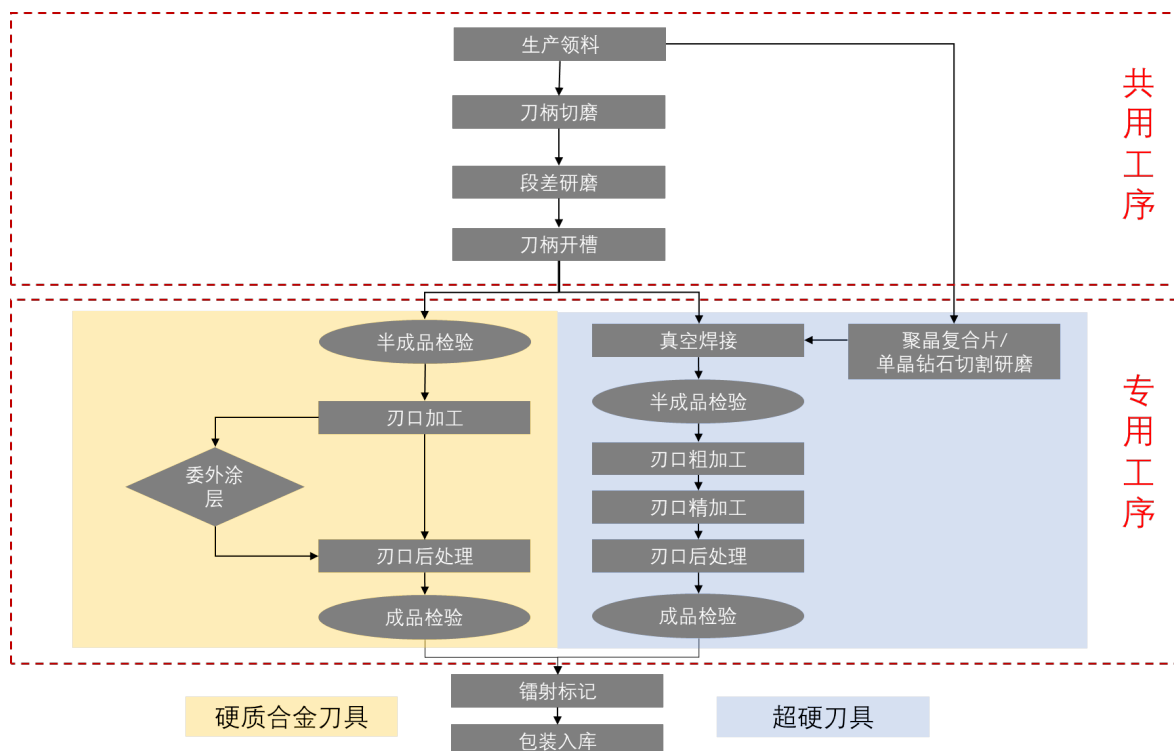 生产领料
刀柄切磨
段差研磨
刀柄开槽
共
用
工
序
半成品检验
刃口加工
委外涂
层
刃口后处理
成品检验
真空焊接
聚晶复合片/
单晶钻石切割研磨
半成品检验
刃口粗加工
刃口精加工
刃口后处理
成品检验
专
用
工
序
镭射标记
包装入库
硬质合金刀具
超硬刀具